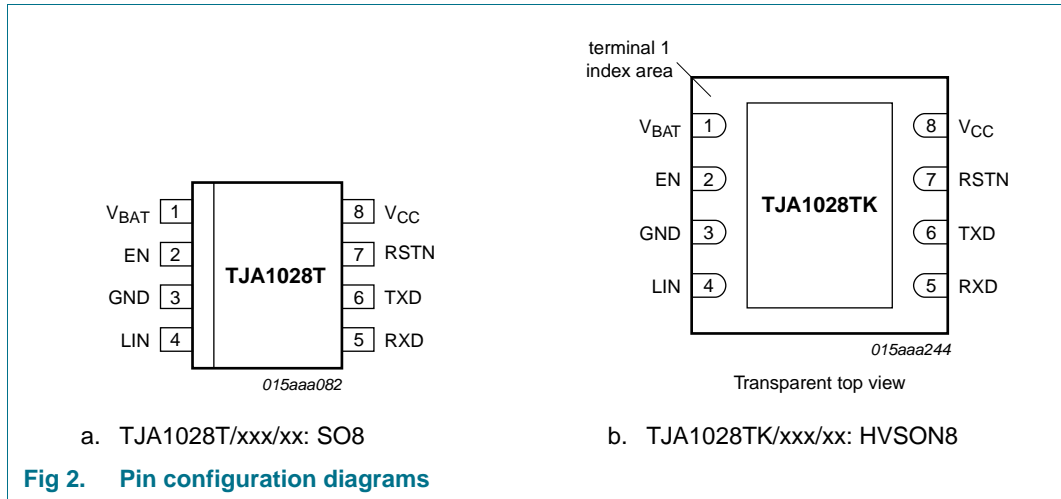 VBAT 1
EN 2
GND 3
LIN 4
TJA1028T
8 VCC
7 RSTN
6 TXD
5 RXD
015aaa082
a. TJA1028T/xxx/xx: SO8
terminal 1
index area
VBAT 1
EN 2
GND 3
LIN 4
TJA1028TK
8 VCC
7 RSTN
6 TXD
5 RXD
015aaa244
Transparent top view
b. TJA1028TK/xxx/xx: HVSON8
Fig 2. Pin configuration diagrams